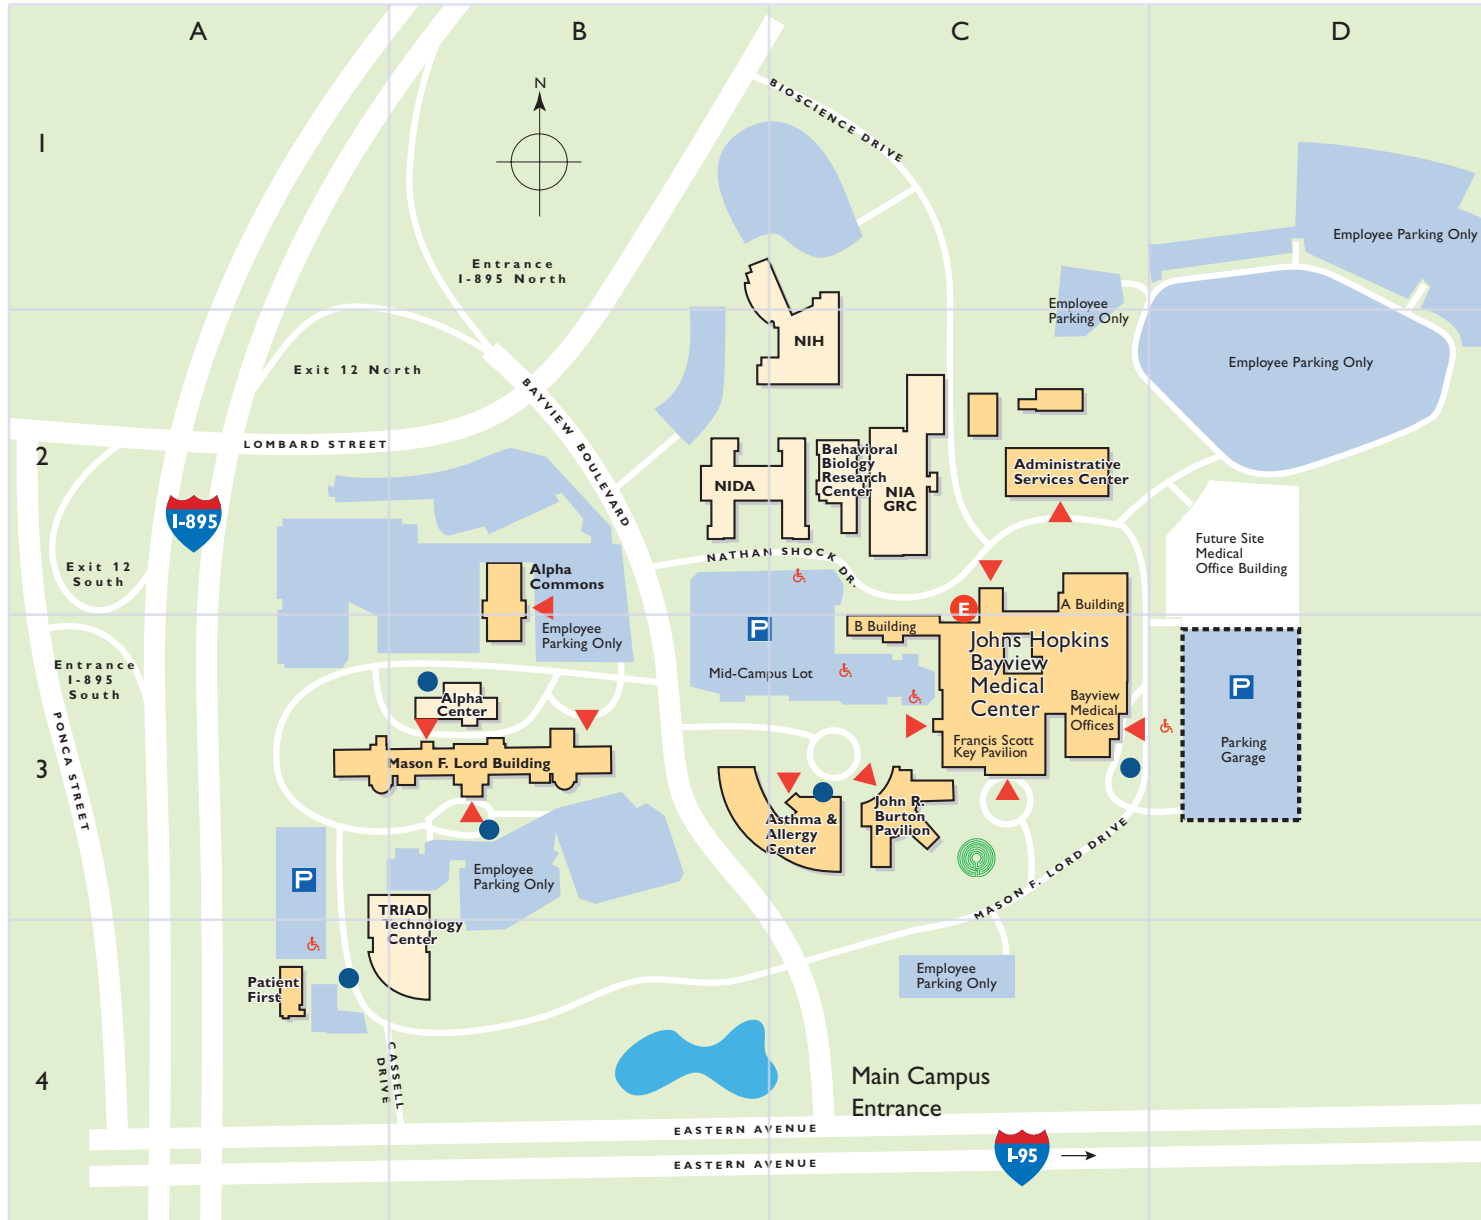 A
B
C
D
1
2
3
4
N
BIOSCIENCE DRIVE
Entrance
I-895 North
Employee Parking Only
Employee
Parking Only
Employee Parking Only
NIH
Exit 12 North
BAYVIEW BOULEVARD
LOMBARD STREET
I-895
NIDA
Behavioral
Biology
Research
Center
NIA
GRC
Administrative
Services Center
Future Site
Medical
Office Building
NATHAN SHOCK DR.
Exit 12
South
Alpha
Commons
Employee
Parking Only
E
A Building
B Building
P
Mid-Campus Lot
Johns Hopkins
Bayview
Medical
Center
Bayview
Medical
Offices
Francis Scott
Key Pavilion
P
Parking
Garage
Entrance
I-895
South
PONCA STREET
Alpha
Center
Mason F. Lord Building
Asthma &
Allergy
Center
John R.
Burton
Pavilion
MASON F. LORD DRIVE
P
Employee
Parking Only
TRIAD
Technology
Center
Patient
First
Employee
Parking Only
CASSELL
DRIVE
Main Campus
Entrance
EASTERN AVENUE
EASTERN AVENUE
I-95